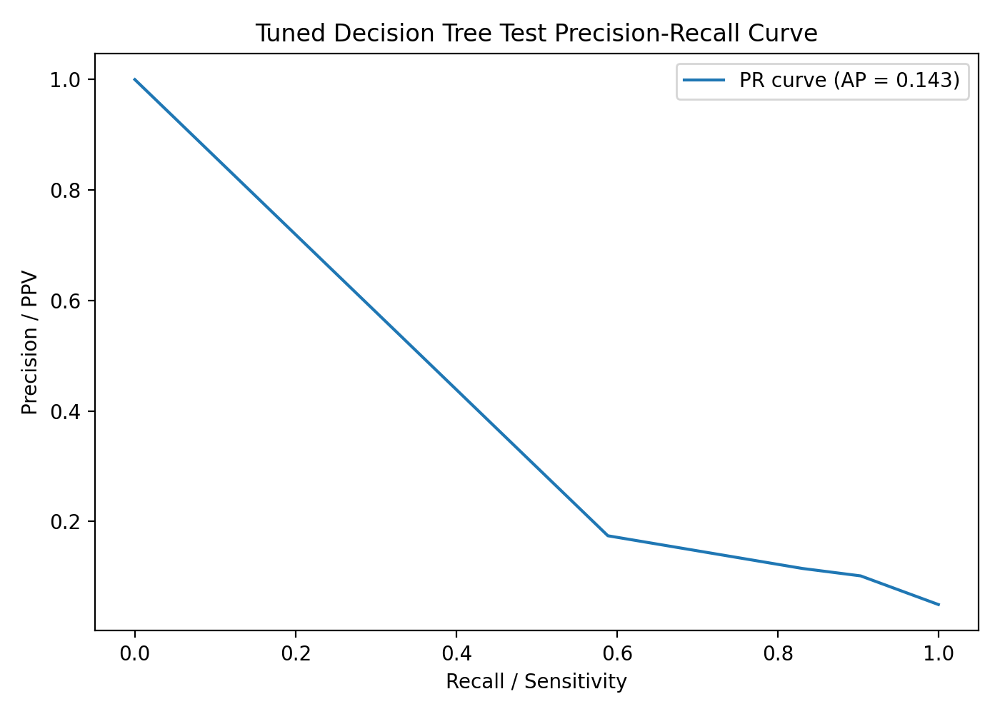 Tuned Decision Tree Test Precision-Recall Curve
PR curve (AP = 0.143)
Precision / PPV
1.0
0.8
0.6
0.4
0.2
0.0 0.2 0.4 0.6 0.8 1.0
Recall / Sensitivity